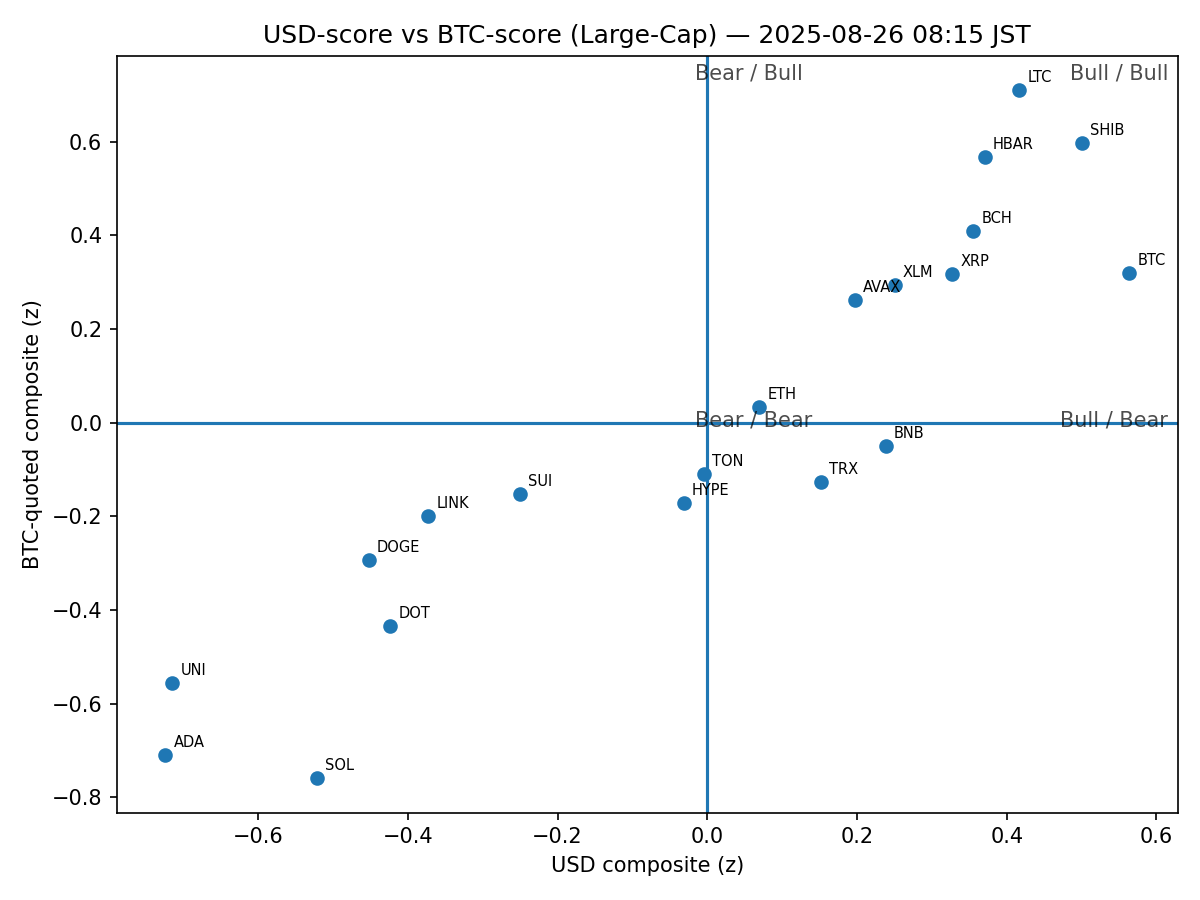 USD-score vs BTC-score (Large-Cap) — 2025-08-26 08:15 JST
Bear / Bull
Bull / Bull
LTC
SHIB
HBAR
BCH
XRP
BTC
XLM
AVAX
ETH
Bear / Bear
Bull / Bear
BNB
TON
TRX
HYPE
SUI
LINK
DOGE
DOT
UNI
ADA
SOL
0.6
0.4
0.2
0.0
−0.2
−0.4
−0.6
−0.8
BTC-quoted composite (z)
−0.6
−0.4
−0.2
0.0
0.2
0.4
0.6
USD composite (z)